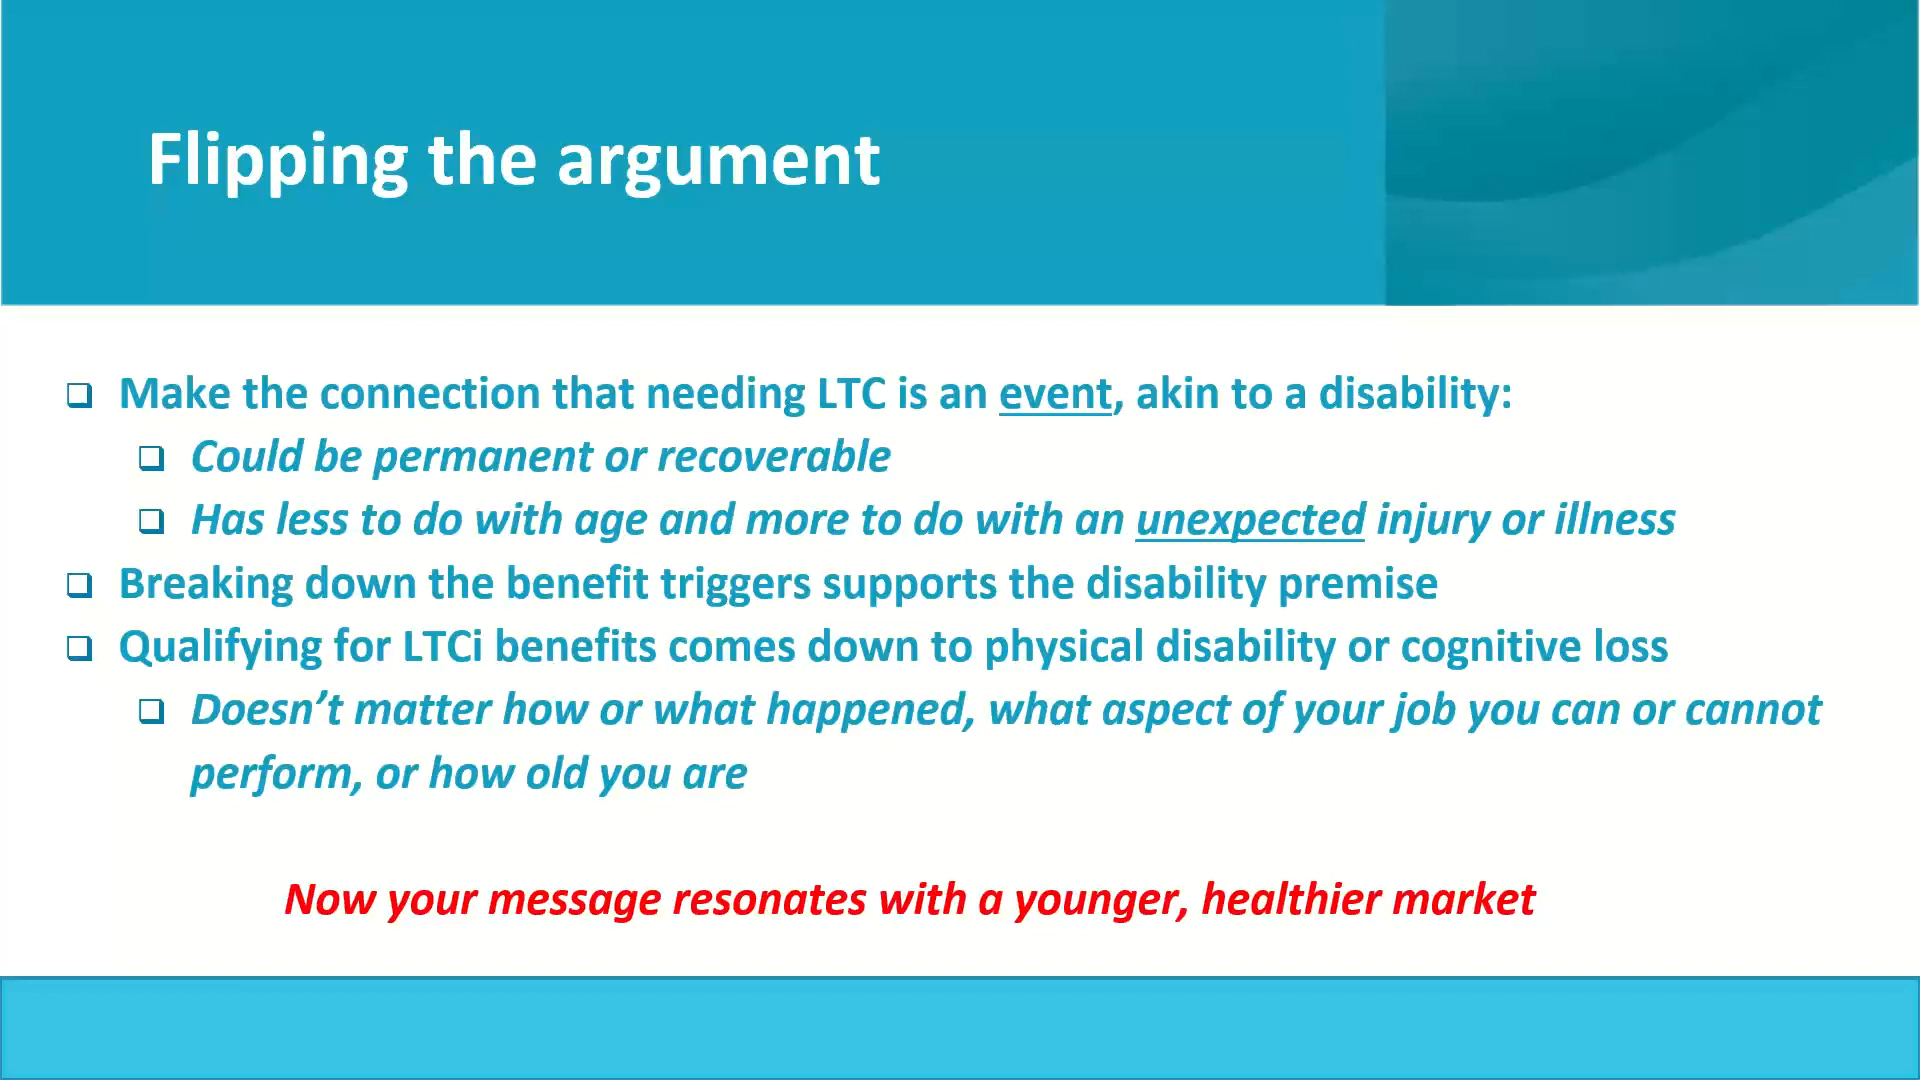 Flipping the argument
Make the connection that needing LTC is an event, akin to a disability:
Could be permanent or recoverable
Has less to do with age and more to do with an unexpected injury or illness
Breaking down the benefit triggers supports the disability premise
Qualifying for LTCi benefits comes down to physical disability or cognitive loss
Doesn’t matter how or what happened, what aspect of your job you can or cannot
perform, or how old you are
Now your message resonates with a younger, healthier market